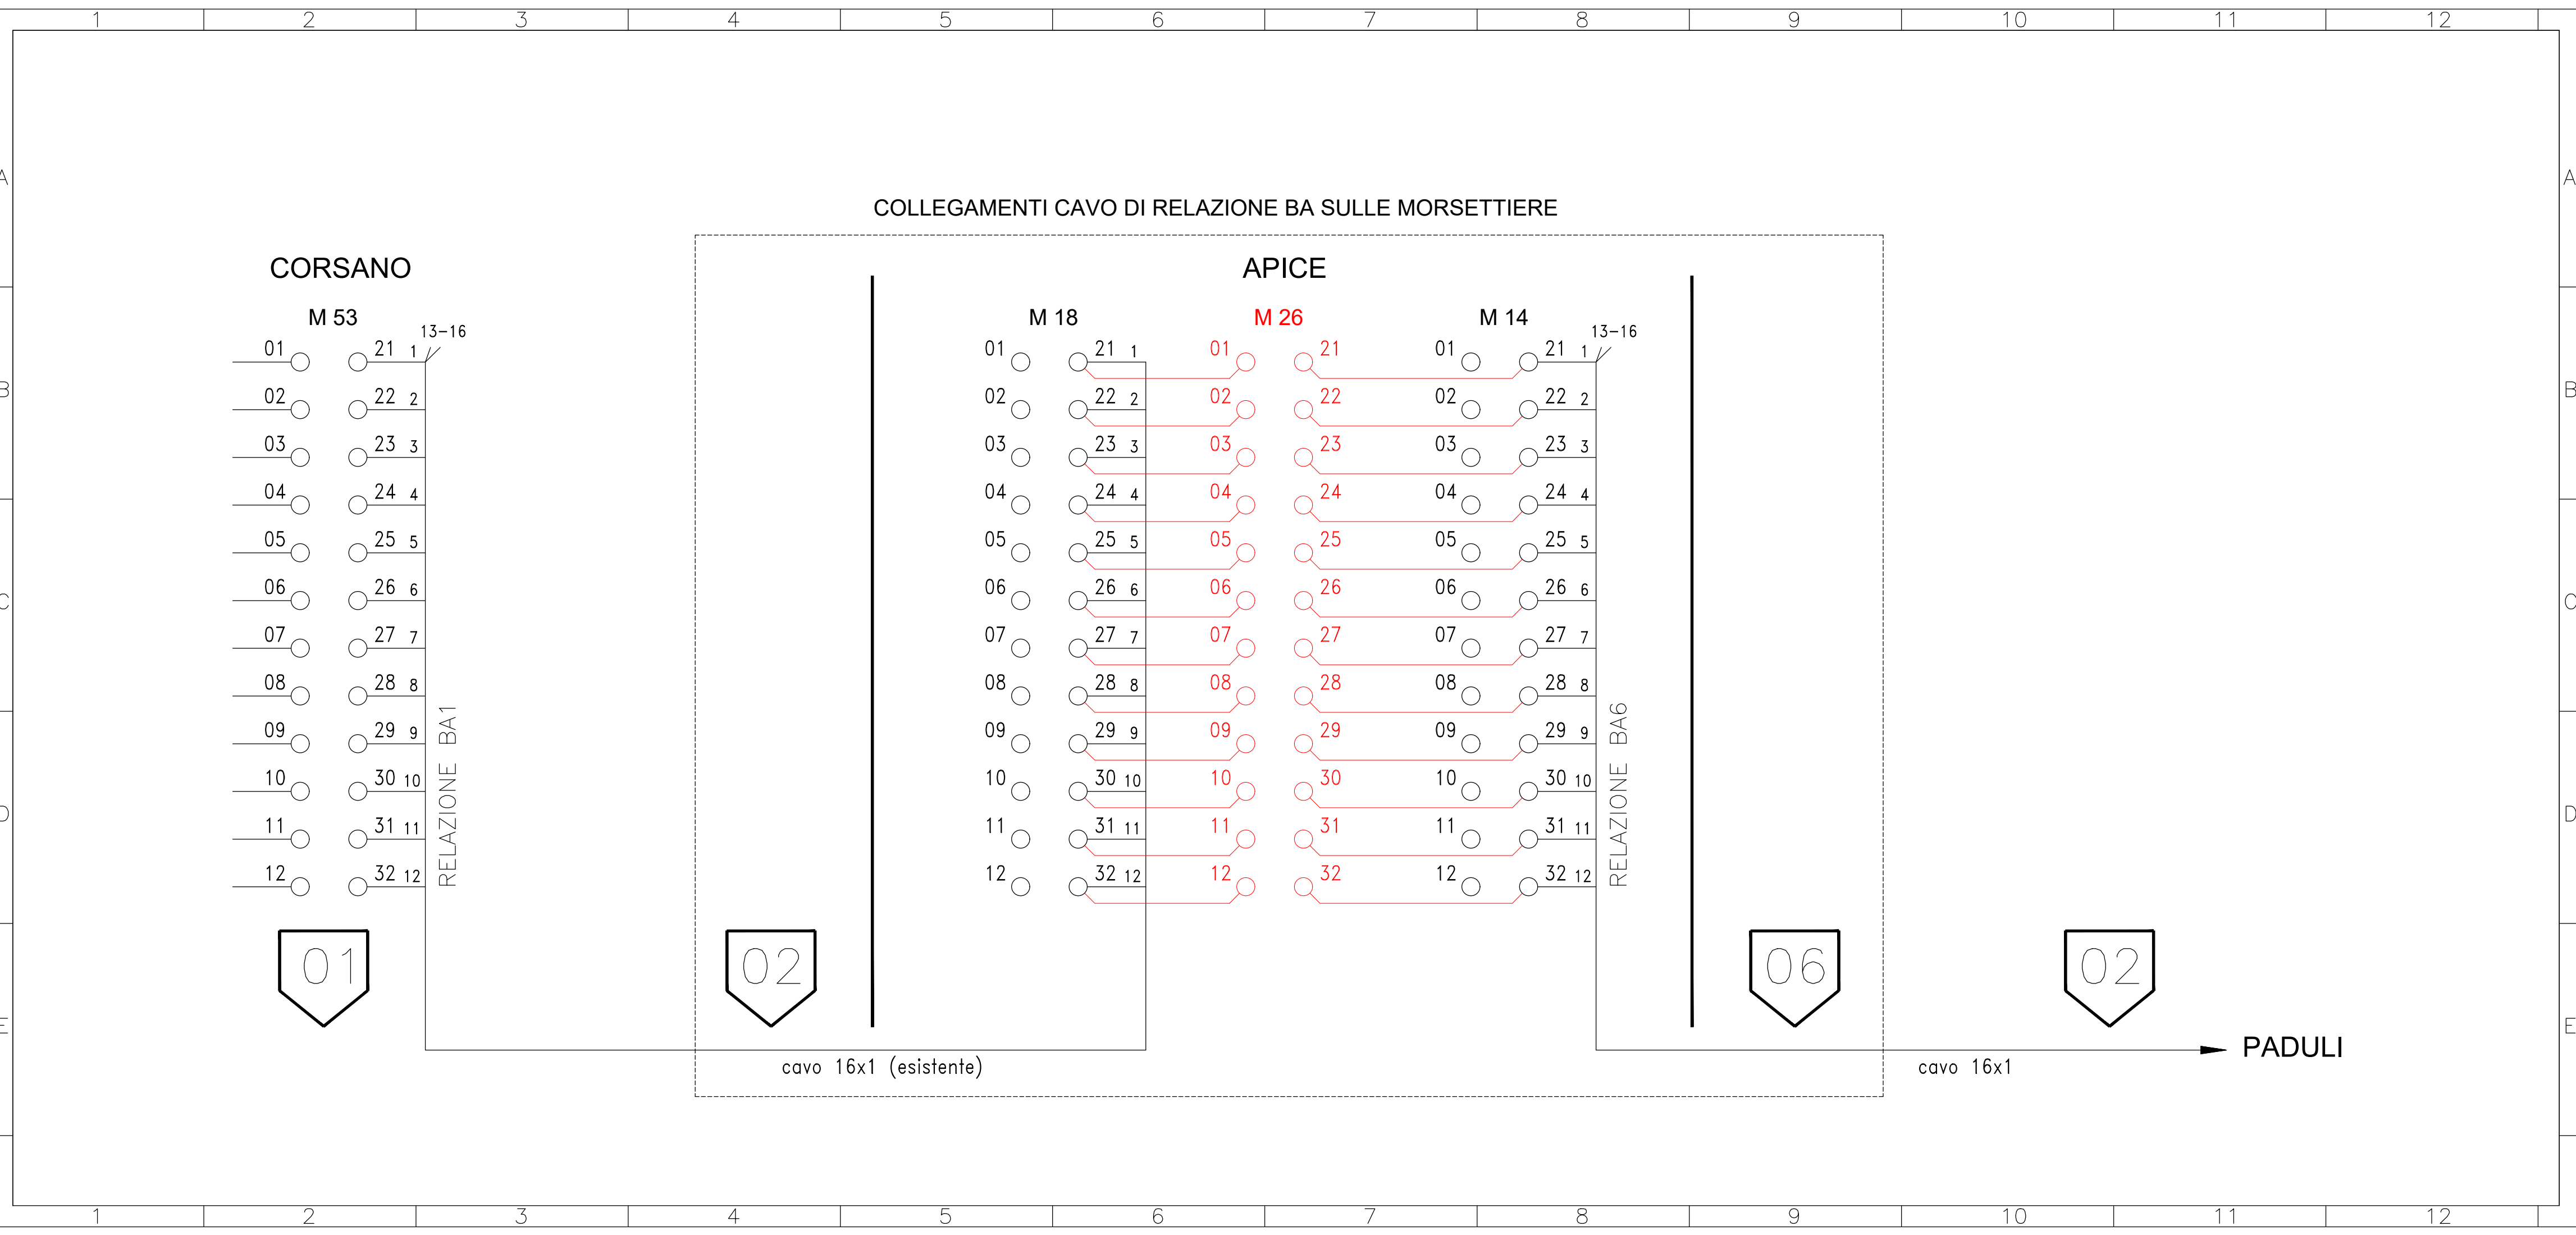 1 2 3 4 5 6 7 8 9 10 11 12
A A
COLLEGAMENTI CAVO DI RELAZIONE BA SULLE MORSETTIERE
CORSANO APICE
M 53 M 18 M 26 M 14
13-16 13-16
01 21 1 01 21 1 01 21 01 21 1
B 02 22 2 02 22 2 02 22 02 22 2 B
03 23 3 03 23 3 03 23 03 23 3
04 24 4 04 24 4 04 24 04 24 4
05 25 5 05 25 5 05 25 05 25 5
C 06 26 6 06 26 6 06 26 06 26 6 C
07 27 7 07 27 7 07 27 07 27 7
08 28 8 08 28 8 08 28 08 28 8
09 29 9 09 29 9 09 29 09 29 9
10 30 10 10 30 10 10 30 10 30 10
D 11 31 11 11 31 11 11 31 11 31 11 D
12 32 12 12 32 12 12 32 12 32 12
RELAZIONE BA1
RELAZIONE BA6
01 02 06 02
E E
PADULI
cavo 16x1 (esistente) cavo 16x1
1 2 3 4 5 6 7 8 9 10 11 12